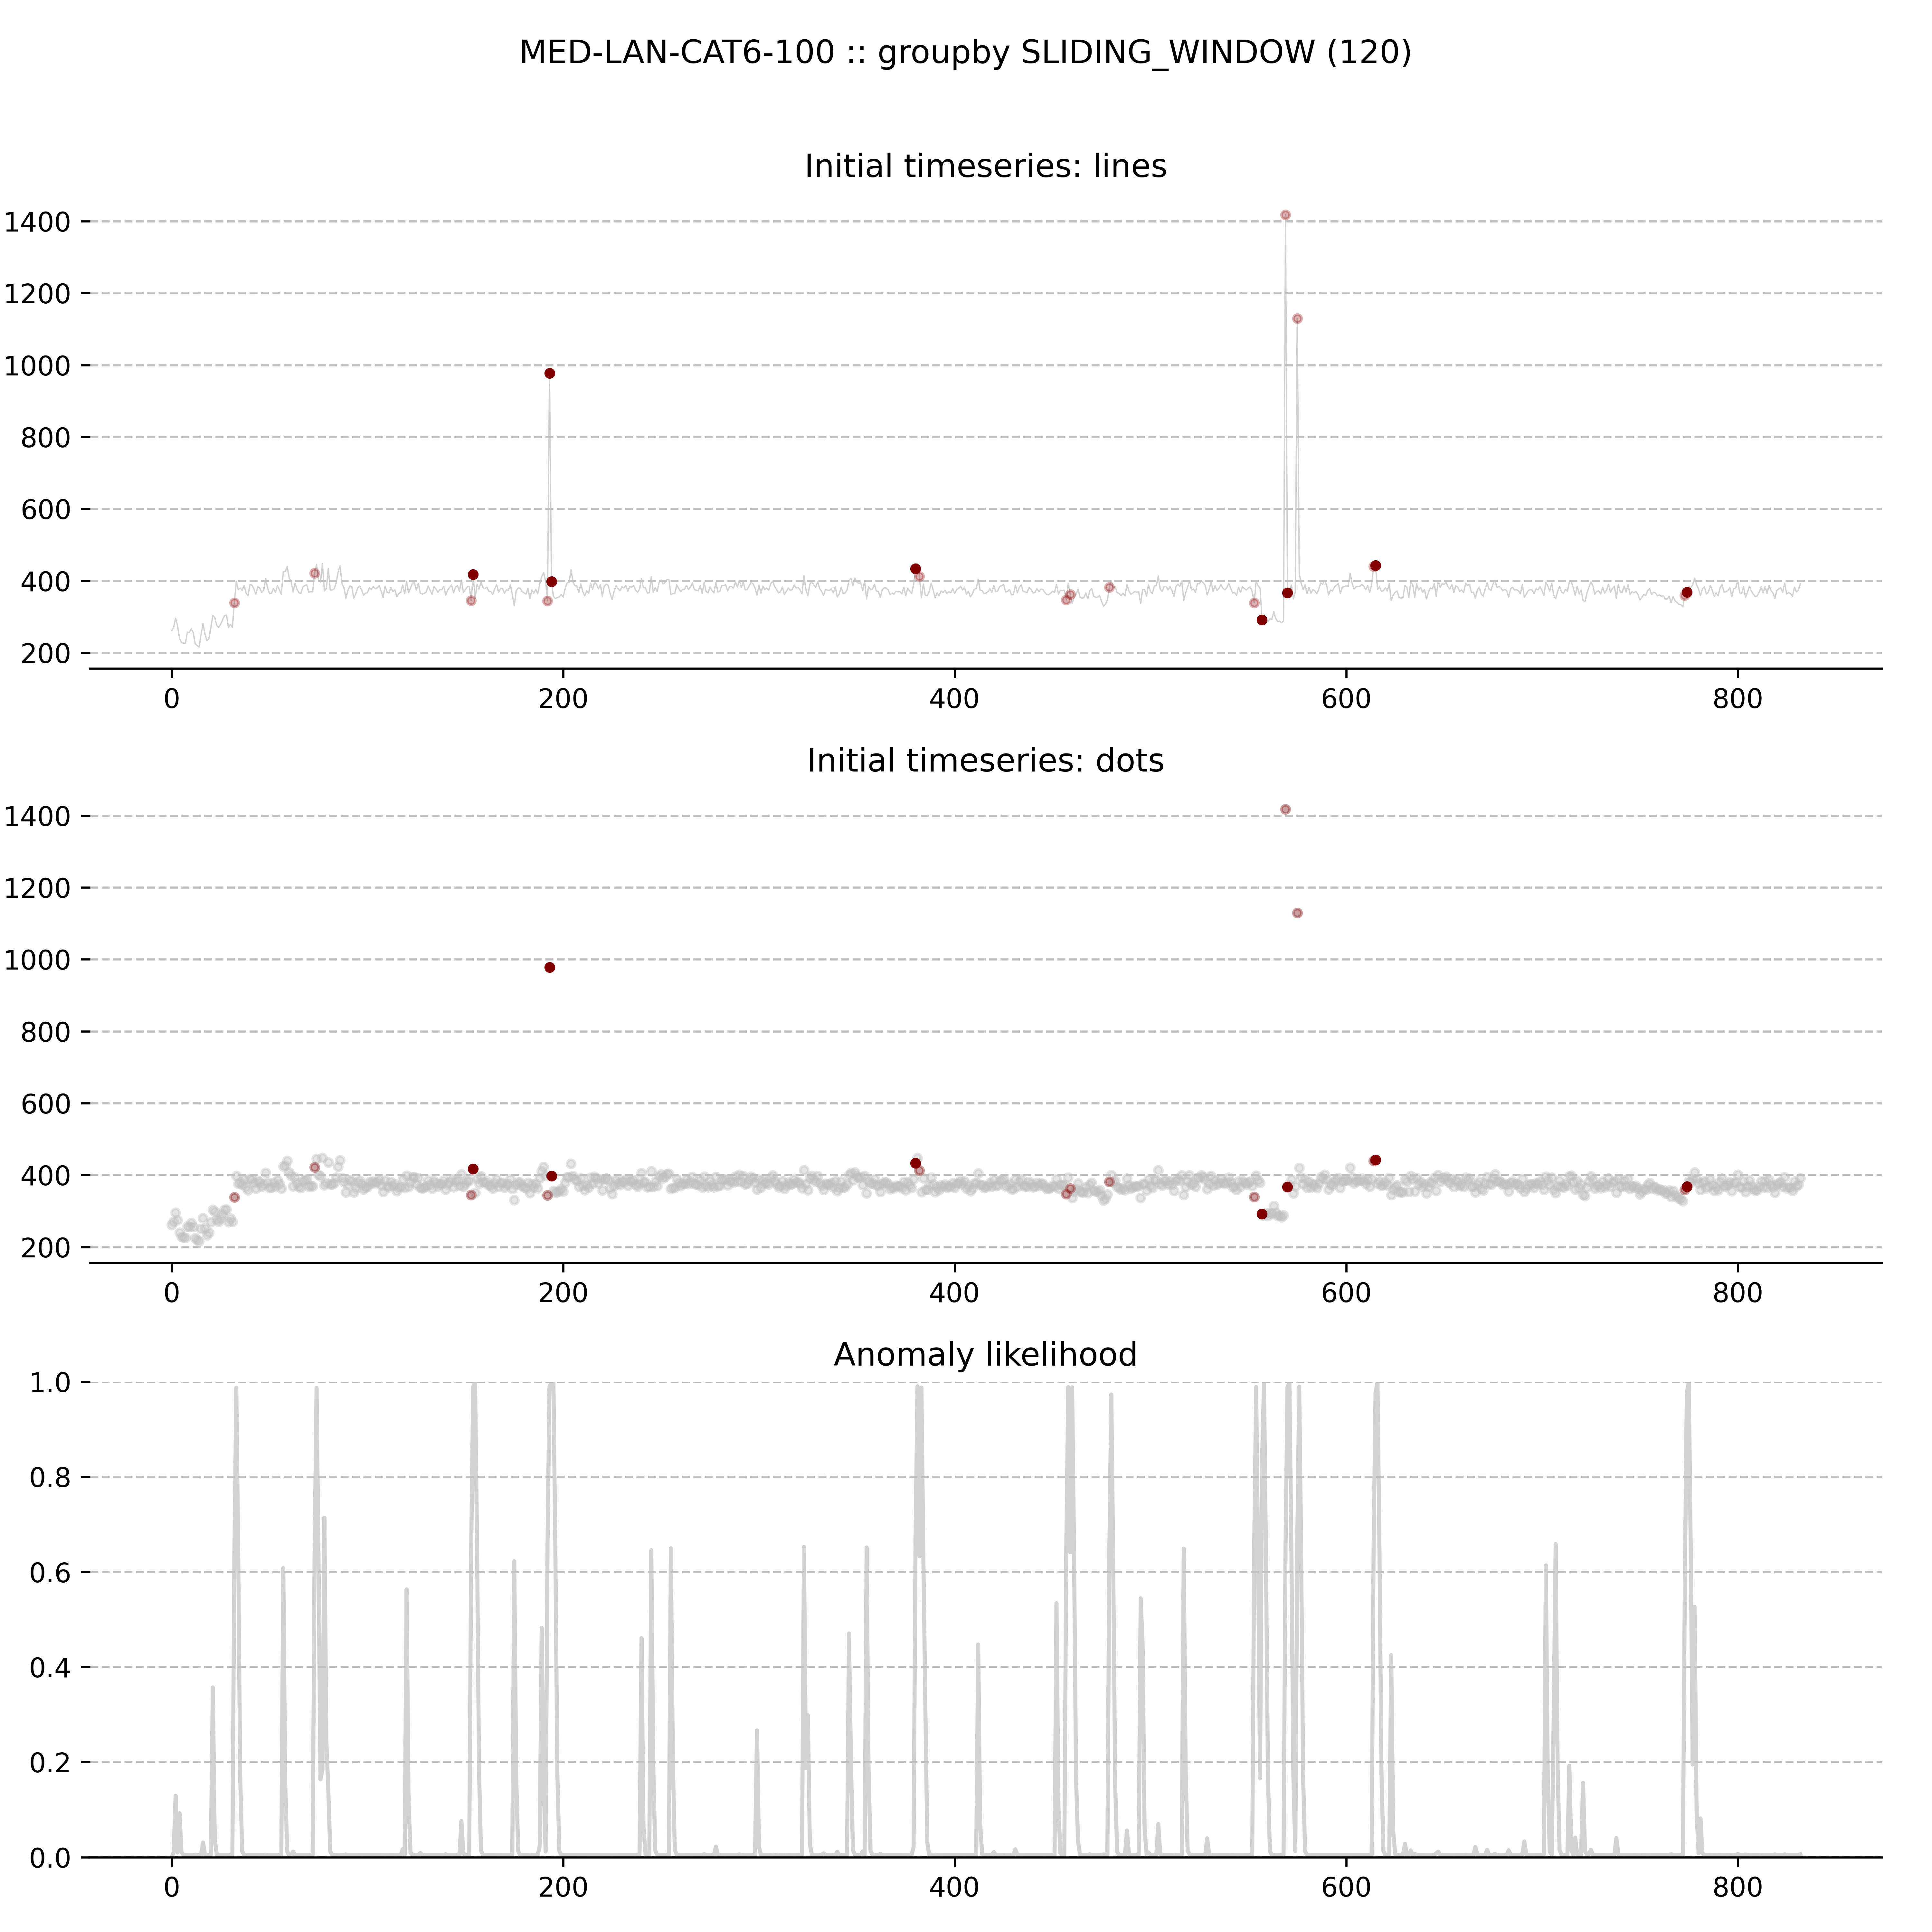 MED-LAN-CAT6-100 :: groupby SLIDING_WINDOW (120)
Initial timeseries: lines
1400
1200
1000
800
600
400
200
0 200 400 600 800
Initial timeseries: dots
1400
1200
1000
800
600
400
200
0 200 400 600 800
Anomaly likelihood
1.0
0.8
0.6
0.4
0.2
0.0
0 200 400 600 800